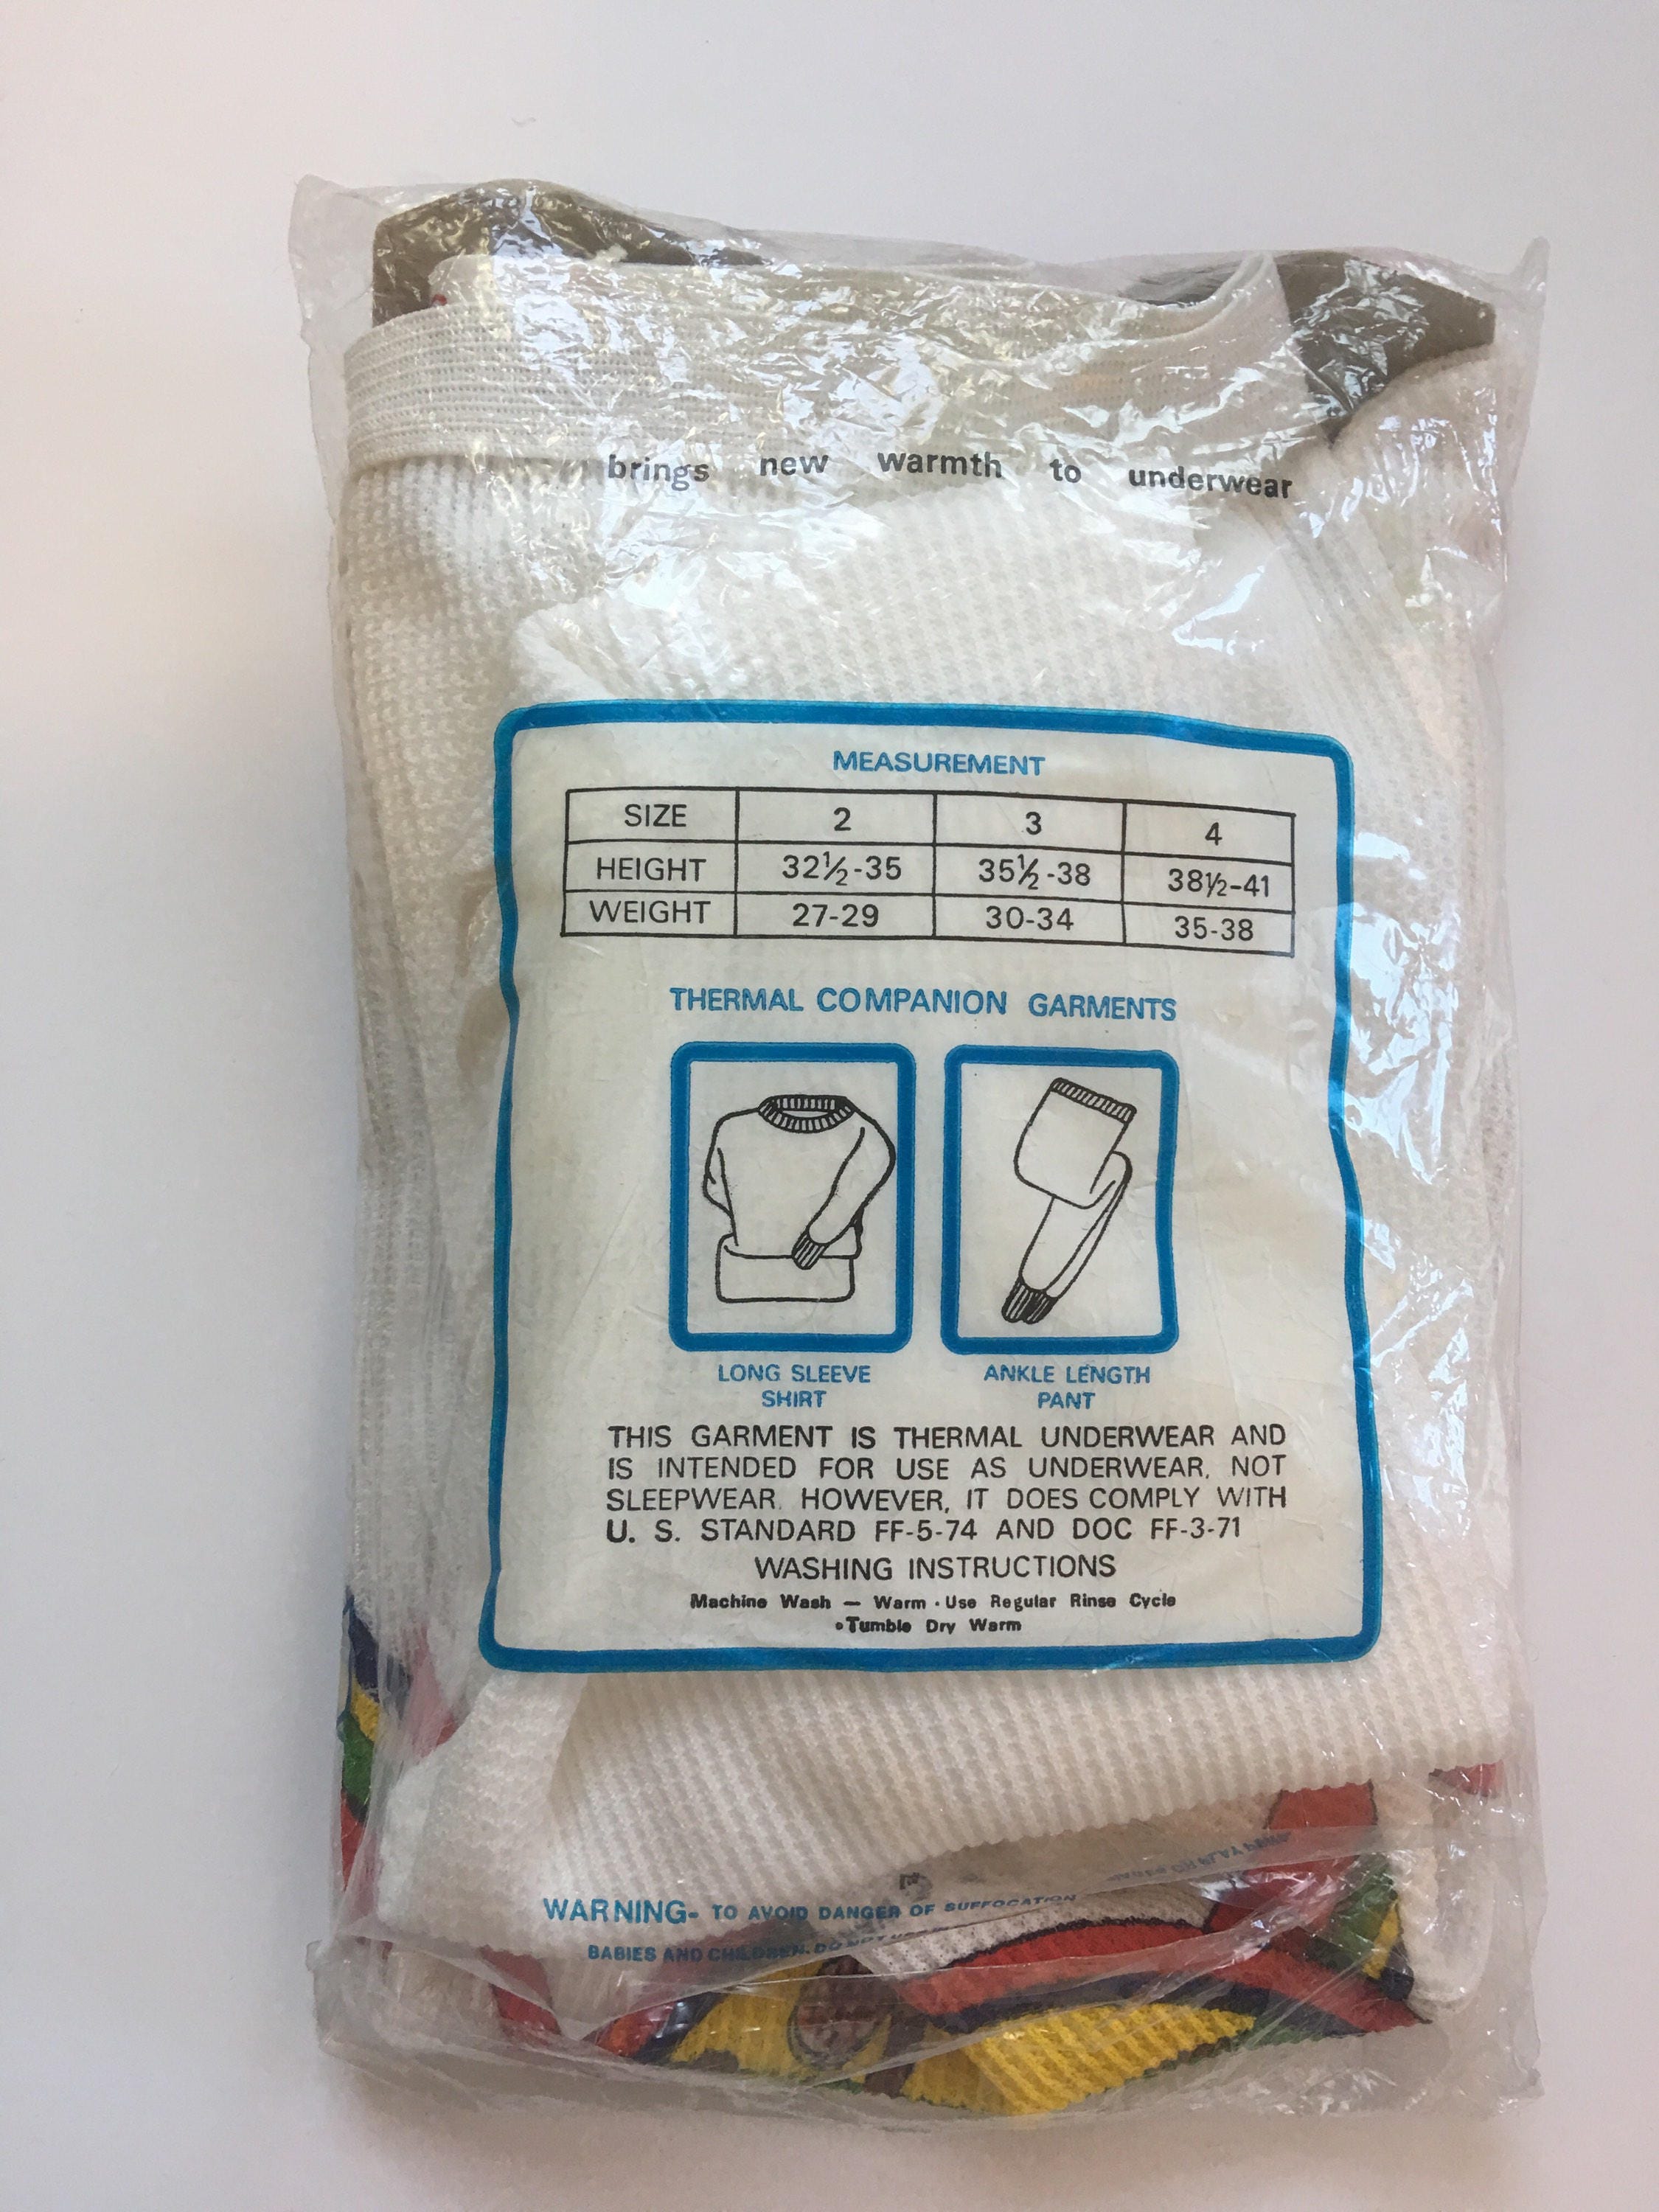 brings new warmth to underwear
MEASUREMENT
SIZE 2 3 4
HEIGHT 32½-35 35½-38 38½-41
WEIGHT 27-29 30-34 35-38
THERMAL COMPANION GARMENTS
LONG SLEEVE
SHIRT
ANKLE LENGTH
PANT
THIS GARMENT IS THERMAL UNDERWEAR AND
IS INTENDED FOR USE AS UNDERWEAR, NOT
SLEEPWEAR. HOWEVER, IT DOES COMPLY WITH
U. S. STANDARD FF-5-74 AND DOC FF-3-71
WASHING INSTRUCTIONS
Machine Wash — Warm · Use Regular Rinse Cycle
•Tumble Dry Warm
WARNING- TO AVOID DANGER OF SUFFOCATION
BABIES AND CHILDREN. DO NOT